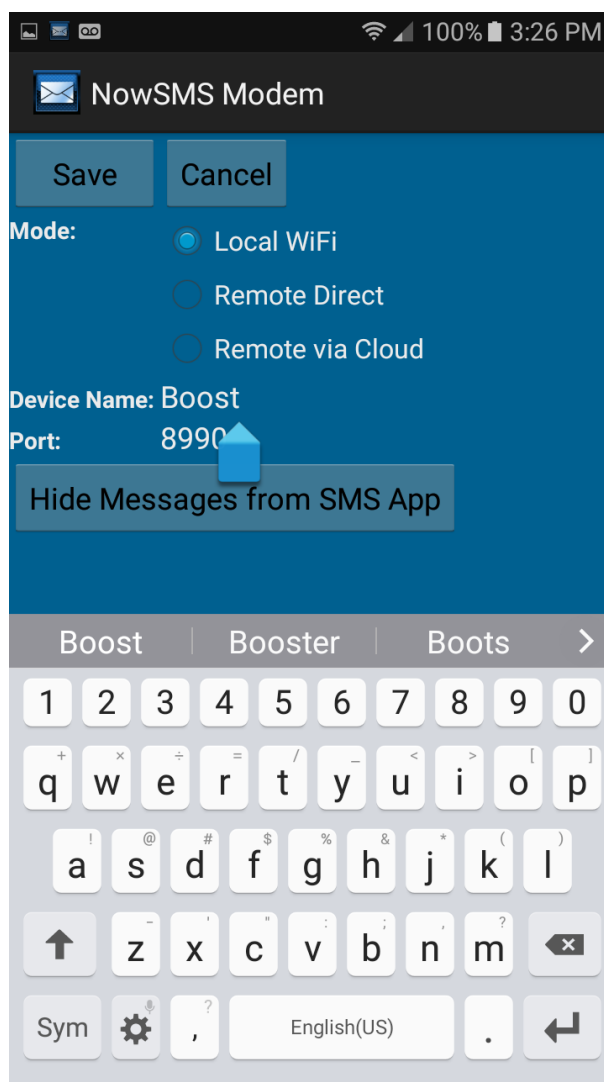 100% 3:26 PM
NowSMS Modem
Save Cancel
Mode: Local WiFi
Remote Direct
Remote via Cloud
Device Name: Boost
Port: 8990
Hide Messages from SMS App
Boost Booster Boots
1 2 3 4 5 6 7 8 9 0
+ × ÷ = / _ < > [ ]
q w e r t y u i o p
! @ # $ % & * ( )
a s d f g h j k l
- ' " : ; , ?
z x c v b n m
?
Sym , English(US) .